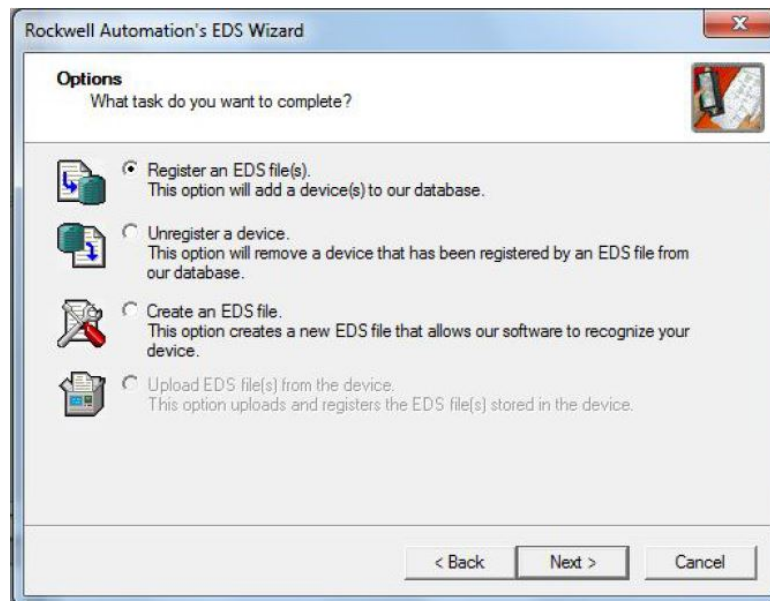 Rockwell Automation's EDS Wizard
Options
What task do you want to complete?
Register an EDS file(s).
This option will add a device(s) to our database.
Unregister a device.
This option will remove a device that has been registered by an EDS file from
our database.
Create an EDS file.
This option creates a new EDS file that allows our software to recognize your
device.
Upload EDS file(s) from the device.
This option uploads and registers the EDS file(s) stored in the device.
< Back
Next >
Cancel